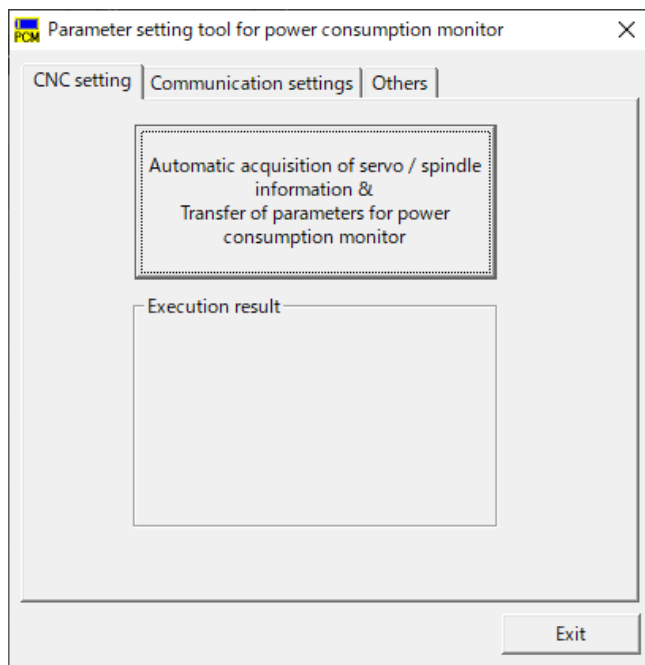 PCM Parameter setting tool for power consumption monitor
CNC setting Communication settings Others
Automatic acquisition of servo / spindle
information &
Transfer of parameters for power
consumption monitor
Execution result
Exit